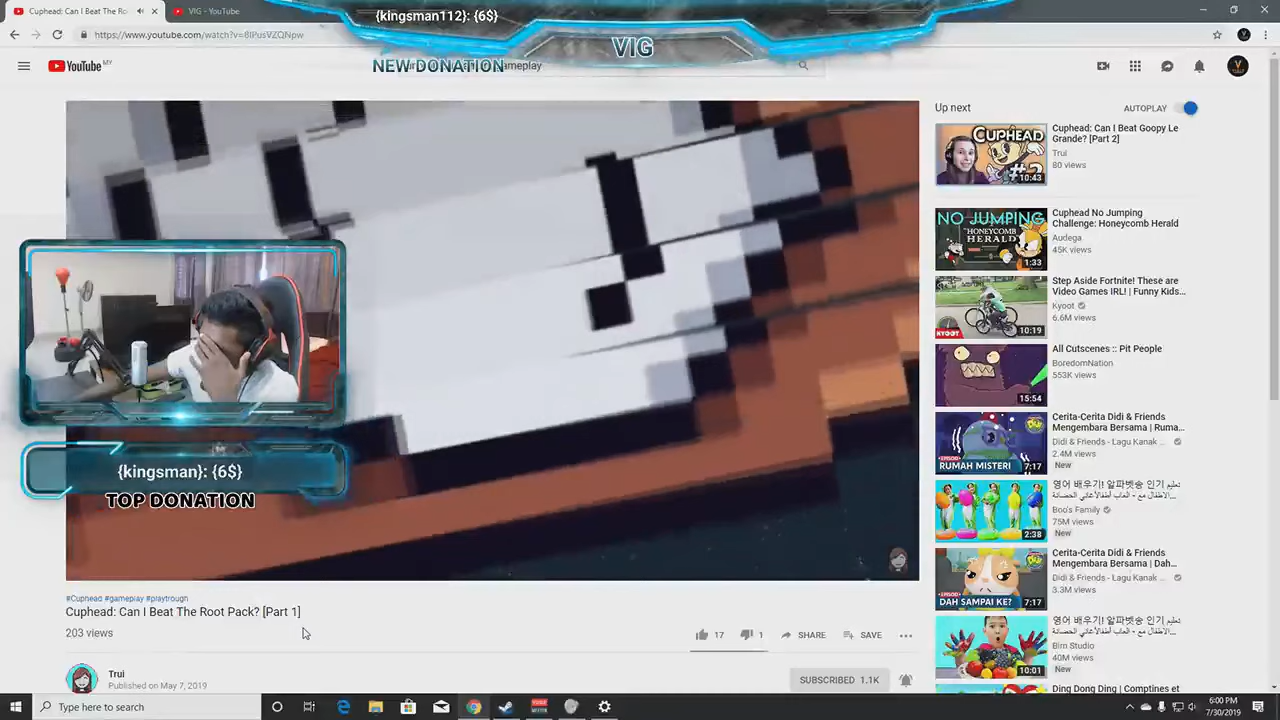 Cuphead: Can I Beat The Ro
VIG - YouTube
https://www.youtube.com/watch?v=8IPusVZQNpw
{kingsman112}: {6$}
VIG
NEW DONATION
gameplay
YouTube MY
Up next
AUTOPLAY
CUPHEAD
#2
10:43
Cuphead: Can I Beat Goopy Le
Grande? [Part 2]
Trui
80 views
NO JUMPING
HONEYCOMB
HERALD
1:33
Cuphead No Jumping
Challenge: Honeycomb Herald
Audega
45K views
KYOOT
10:19
Step Aside Fortnite! These are
Video Games IRL! | Funny Kids...
Kyoot
6.6M views
15:54
All Cutscenes :: Pit People
BoredomNation
553K views
RUMAH MISTERI
7:17
Cerita-Cerita Didi & Friends
Mengembara Bersama | Ruma...
Didi & Friends - Lagu Kanak ...
2.4M views
New
2:38
영어 배우기! 알파벳송 인기 تعليم
الاطفال مع - العاب أطفالأغاني الحضانة...
Boo's Family
75M views
New
DAH SAMPAI KE?
7:17
Cerita-Cerita Didi & Friends
Mengembara Bersama | Dah...
Didi & Friends - Lagu Kanak ...
3.3M views
10:01
영어 배우기! 알파벳송 인기 تعليم
الاطفال مع - العاب أطفالأغاني الحضانة...
Bim Studio
40M views
New
Ding Dong Ding | Comptines et
{kingsman}: {6$}
TOP DONATION
#Cuphead #gameplay #playtrough
Cuphead: Can I Beat The Root Pack? [Part 1]
203 views
17
1
SHARE
SAVE
Trui
Published on May 7, 2019
SUBSCRIBED 1.1K
Type here to search
6:00 PM
7/30/2019